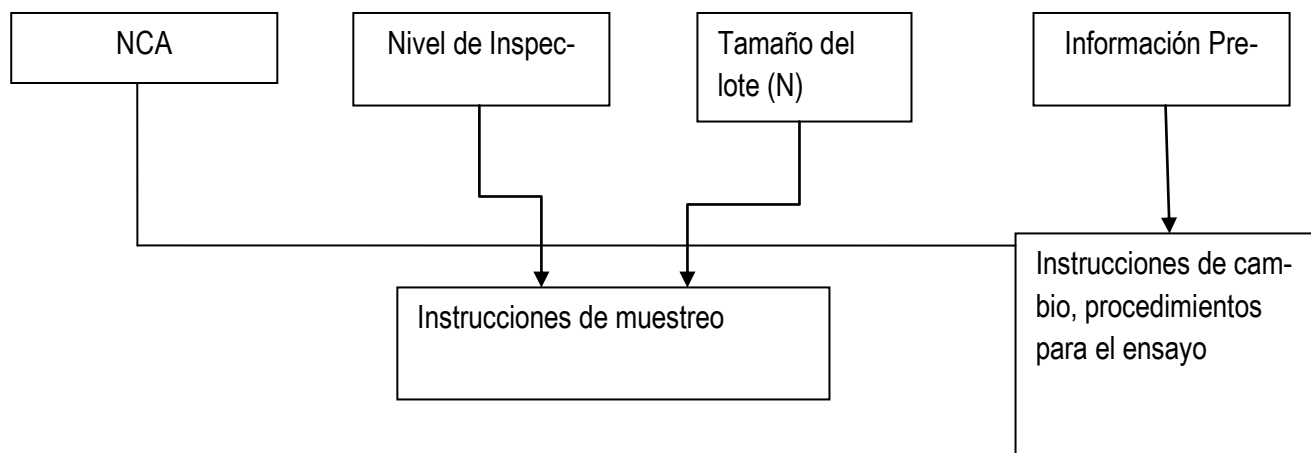 NCA
Nivel de Inspec-
Tamaño del
lote (N)
Información Pre-
Instrucciones de muestreo
Instrucciones de cam-
bio, procedimientos
para el ensayo